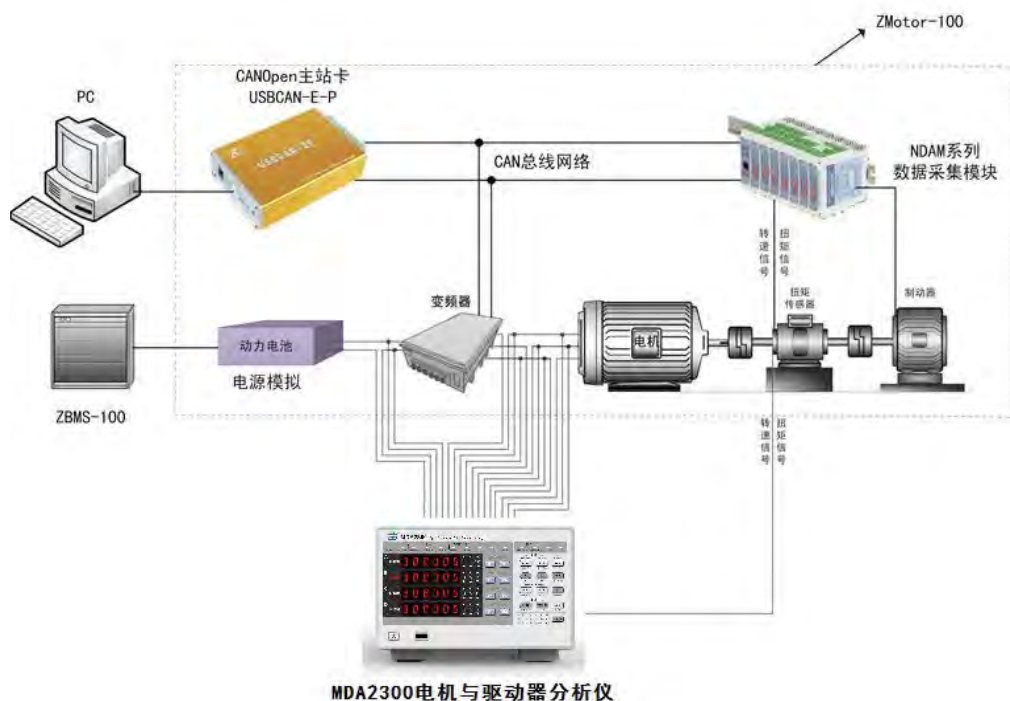 ZMotor-100
CANOpen主站卡
USBCAN-E-P
PC
CAN总线网络
NDAM系列
数据采集模块
转速信号
扭矩信号
变频器
扭矩
传感器
制动器
动力电池
电机
电源模拟
ZBMS-100
转速信号
扭矩信号
MDA2300电机与驱动器分析仪